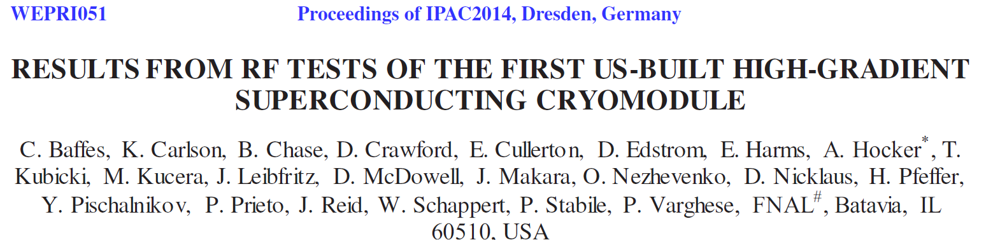 WEPRI051 Proceedings of IPAC2014, Dresden, Germany
RESULTS FROM RF TESTS OF THE FIRST US-BUILT HIGH-GRADIENT
SUPERCONDUCTING CRYOMODULE
C. Baffes, K. Carlson, B. Chase, D. Crawford, E. Cullerton, D. Edstrom, E. Harms, A. Hocker*, T.
Kubicki, M. Kucera, J. Leibfritz, D. McDowell, J. Makara, O. Nezhevenko, D. Nicklaus, H. Pfeffer,
Y. Pischalnikov, P. Prieto, J. Reid, W. Schappert, P. Stabile, P. Varghese, FNAL#, Batavia, IL
60510, USA